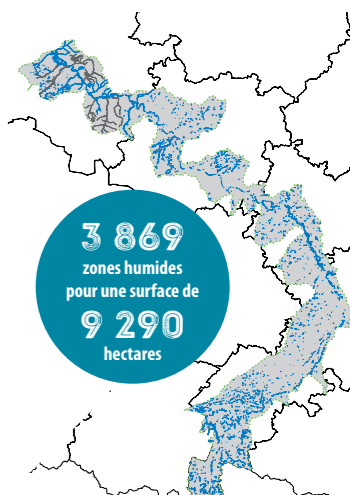 3 869
zones humides
pour une surface de
9 290
hectares